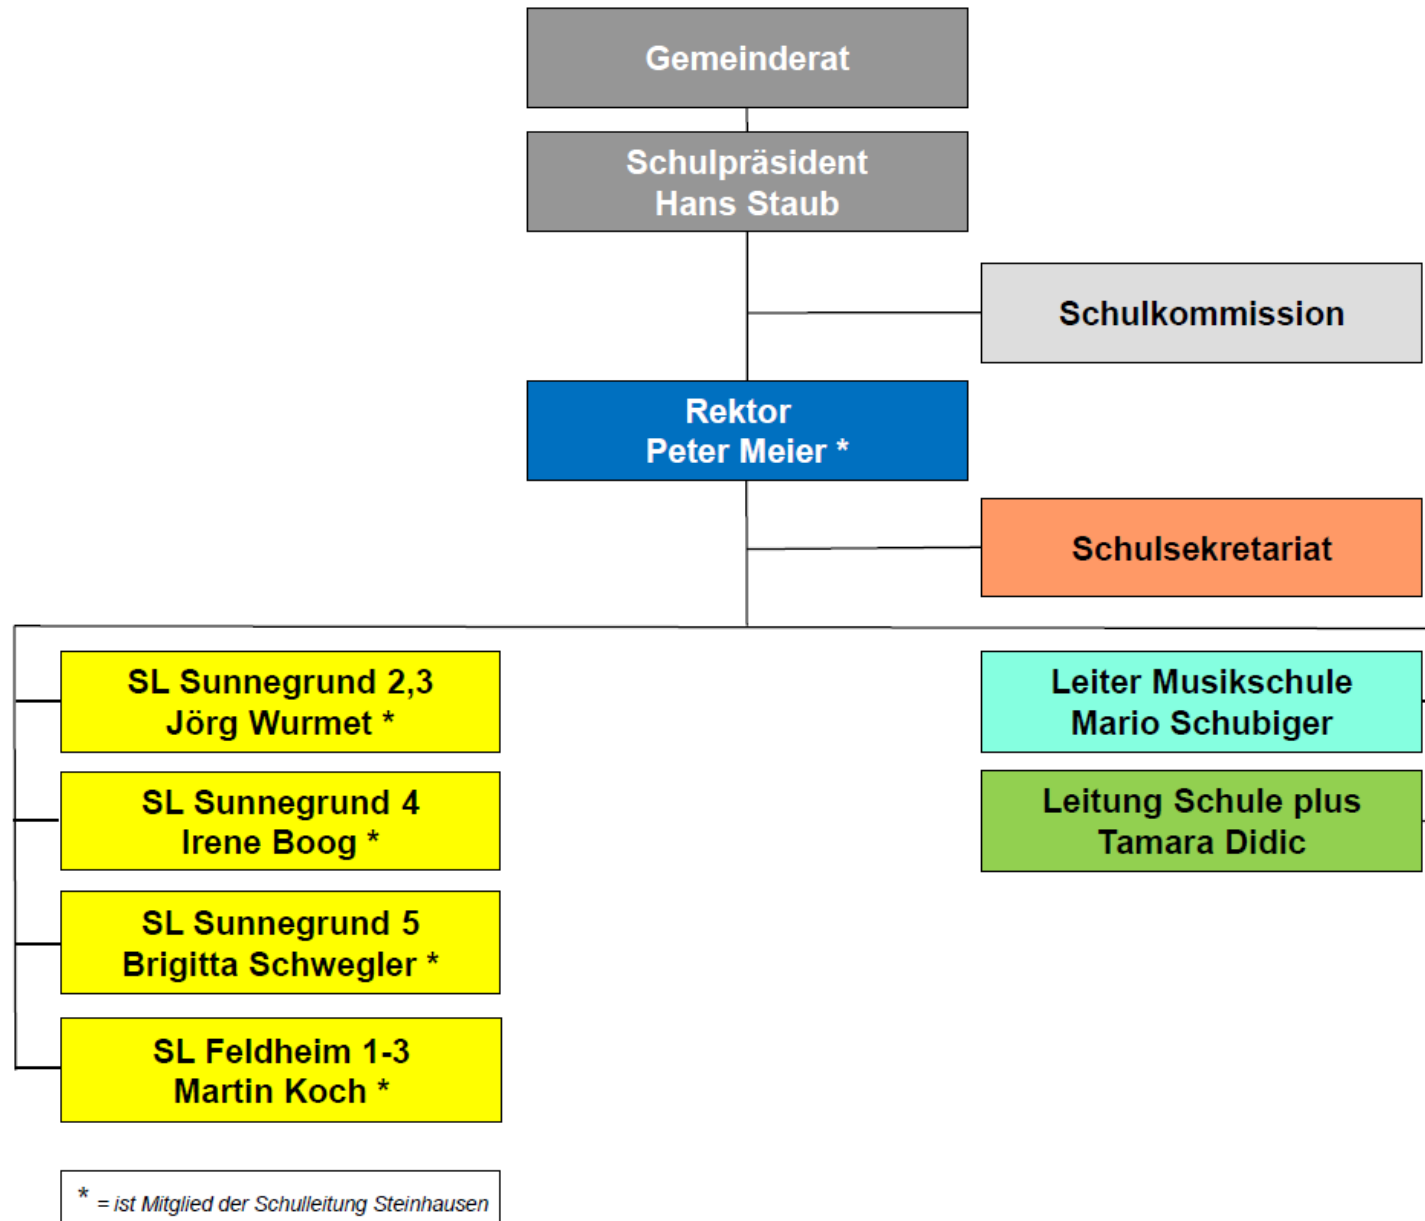 Gemeinderat
Schulpräsident
Hans Staub
Schulkommission
Rektor
Peter Meier *
Schulsekretariat
SL Sunnegrund 2,3
Jörg Wurmet *
SL Sunnegrund 4
Irene Boog *
SL Sunnegrund 5
Brigitta Schwegler *
SL Feldheim 1-3
Martin Koch *
Leiter Musikschule
Mario Schubiger
Leitung Schule plus
Tamara Didic
* = ist Mitglied der Schulleitung Steinhausen